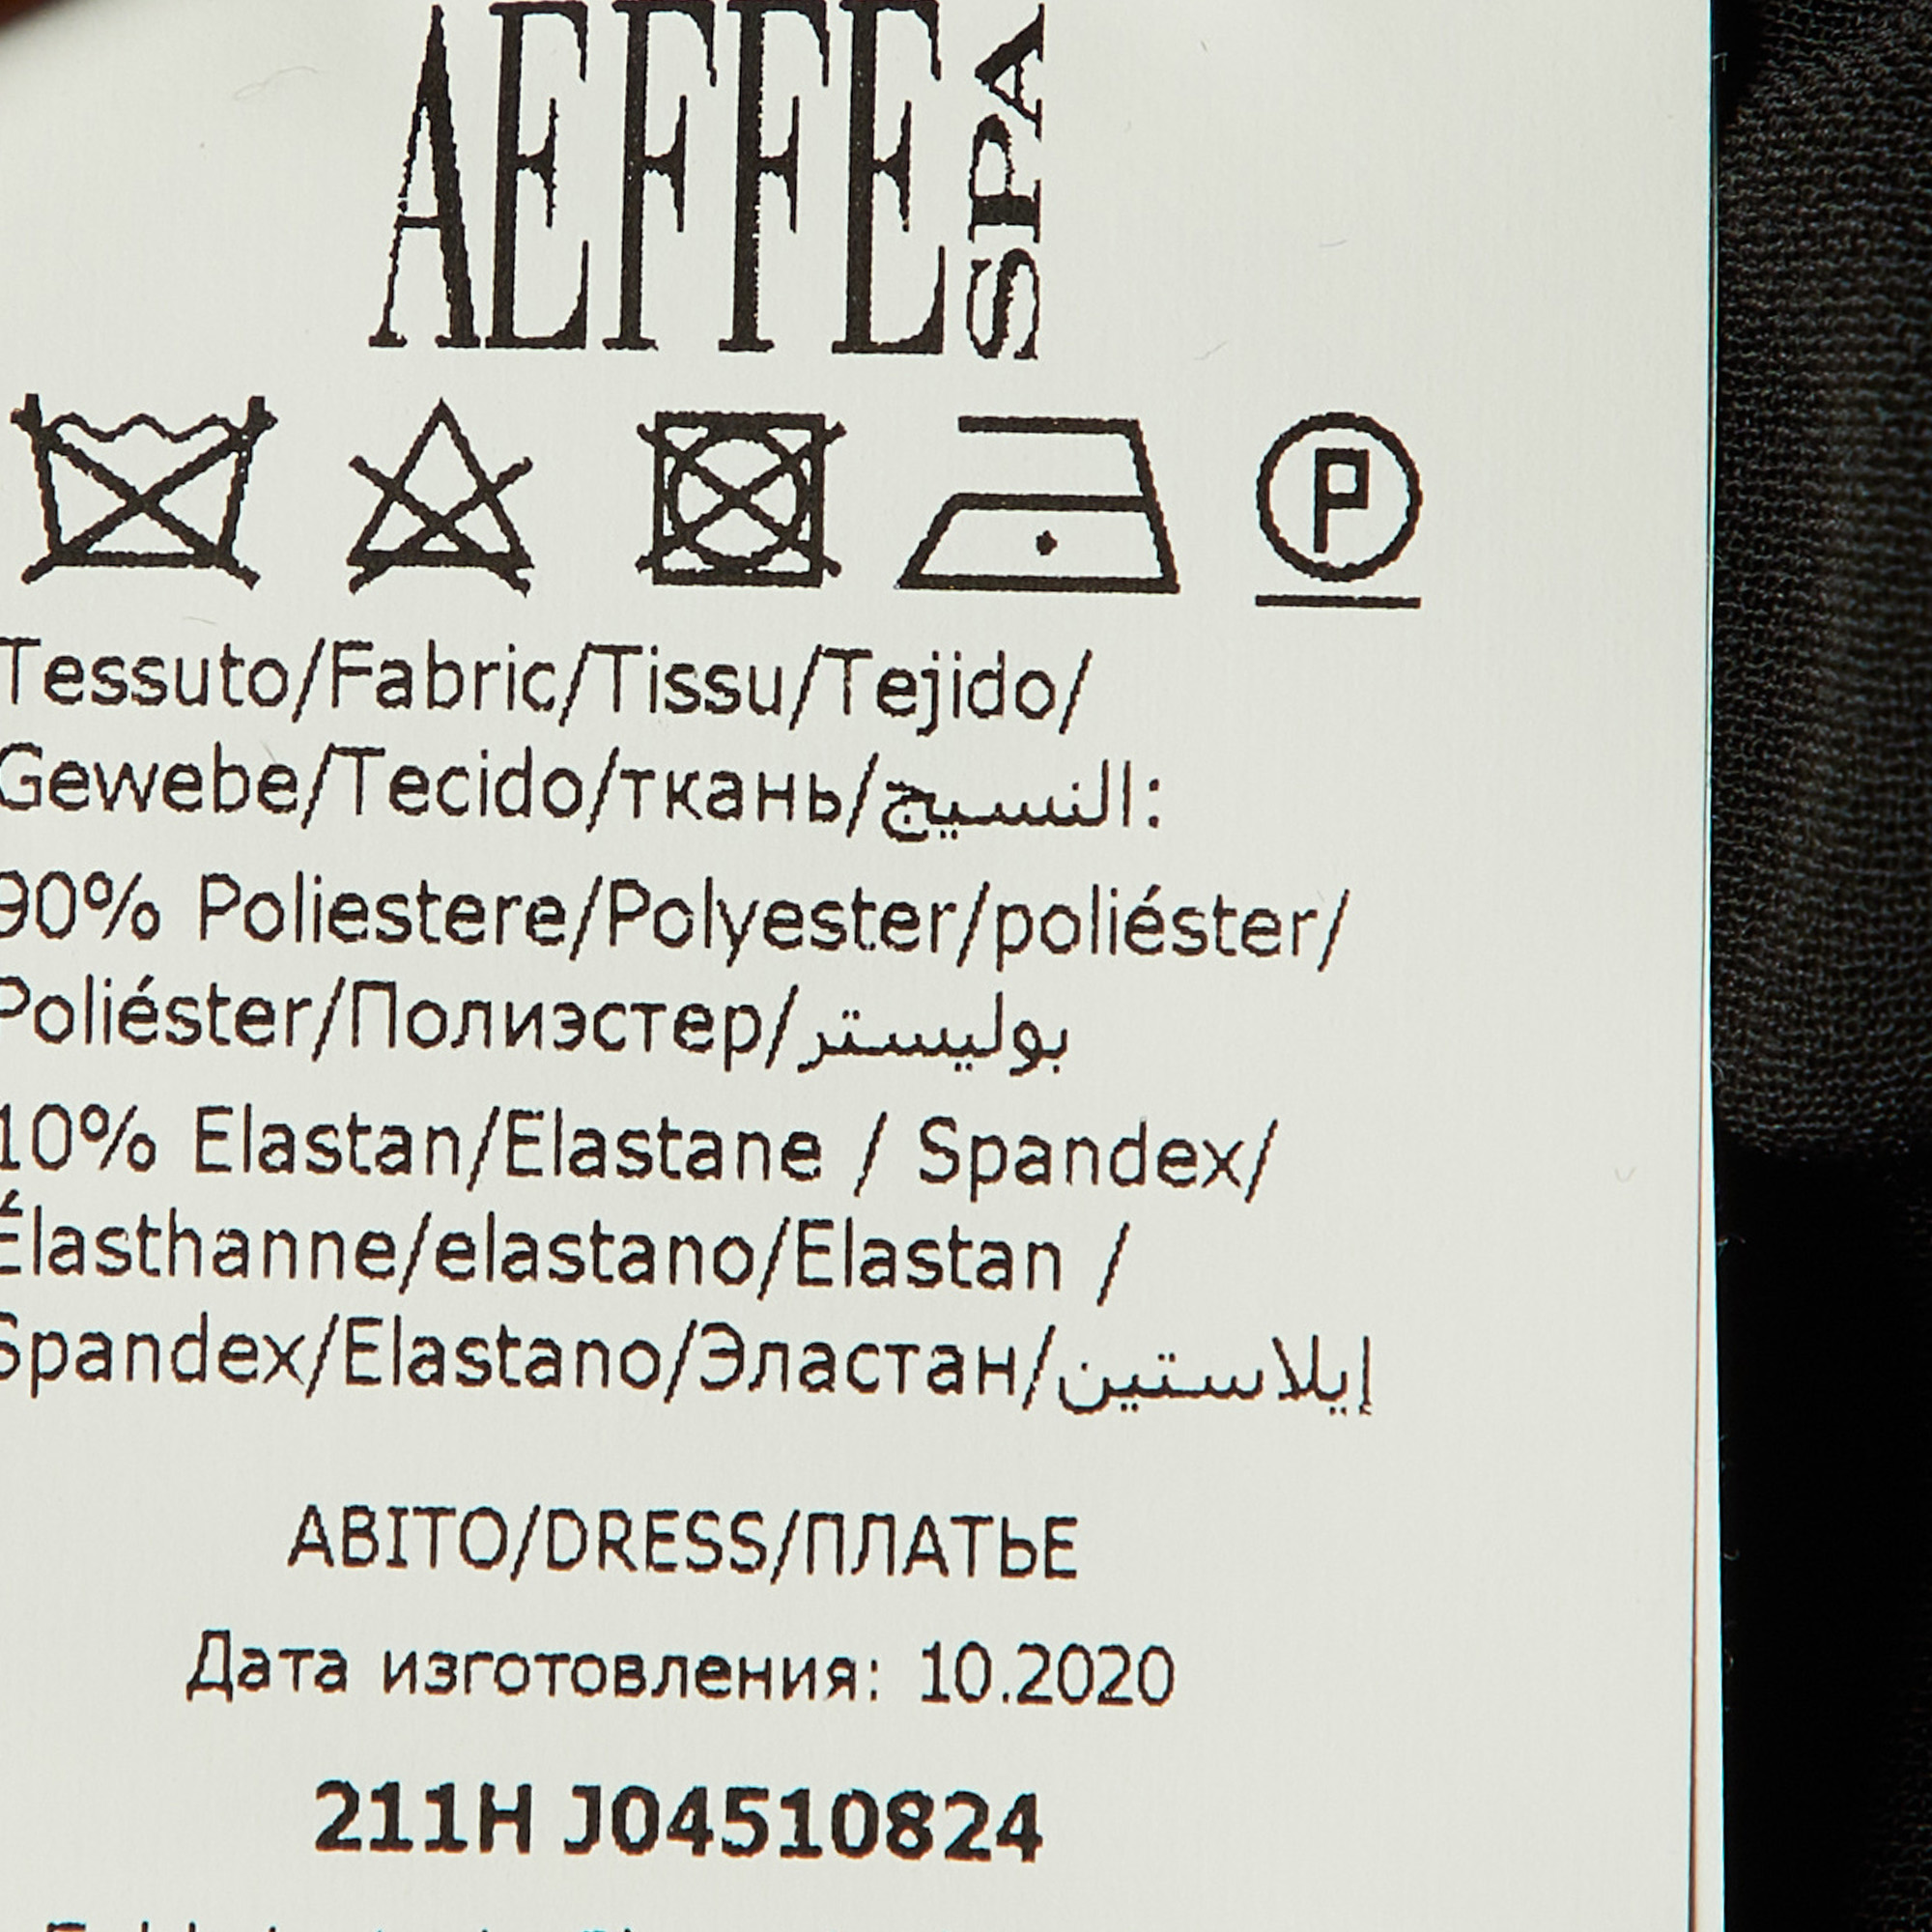 AEFFE SPA
P
Tessuto/Fabric/Tissu/Tejido/
Gewebe/Tecido/ткань/النسيج:
90% Poliestere/Polyester/poliéster/
Poliéster/Полиэстер/بوليستر
10% Elastan/Elastane / Spandex/
Élasthanne/elastano/Elastan /
Spandex/Elastano/Эластан/إيلاستين
ABITO/DRESS/ПЛАТЬЕ
Дата изготовления: 10.2020
211H J04510824